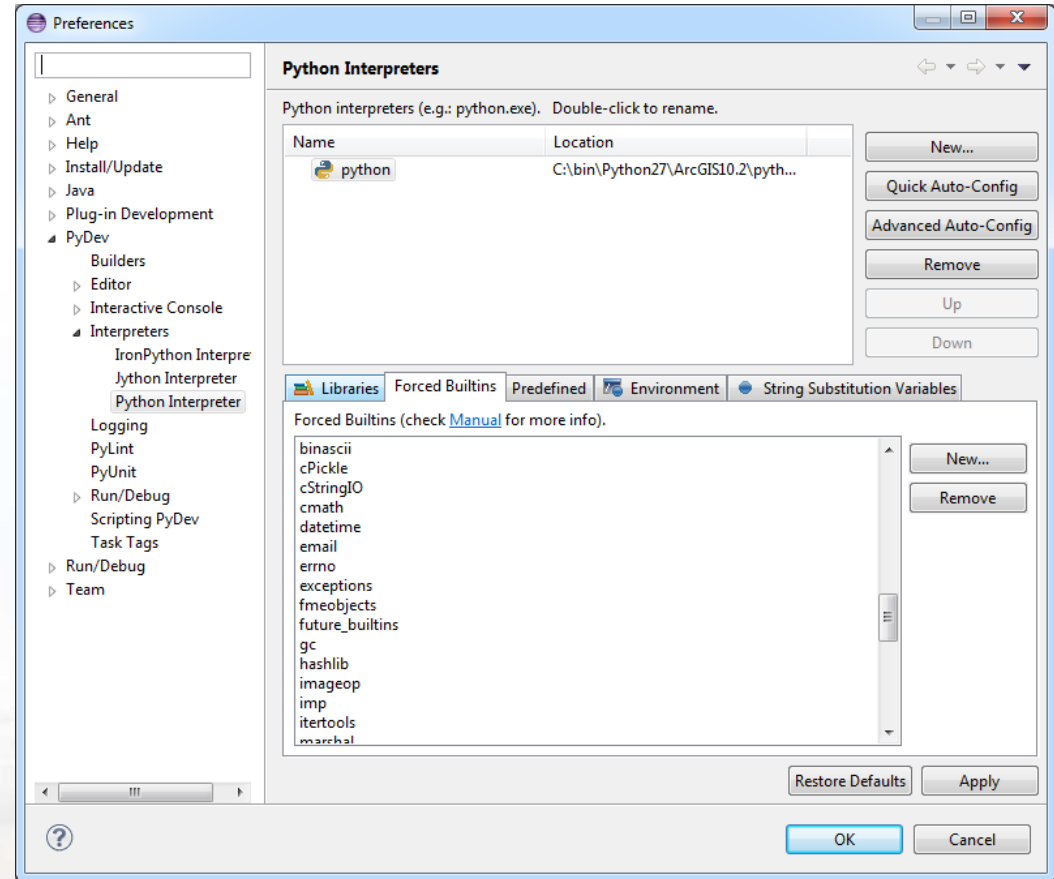 Preferences
Python Interpreters
General
Ant
Help
Install/Update
Java
Plug-in Development
PyDev
Builders
Editor
Interactive Console
Interpreters
IronPython Interpre
Jython Interpreter
Python Interpreter
Logging
PyLint
PyUnit
Run/Debug
Scripting PyDev
Task Tags
Run/Debug
Team
Python interpreters (e.g.: python.exe). Double-click to rename.
Name Location
python C:\bin\Python27\ArcGIS10.2\pyth...
New...
Quick Auto-Config
Advanced Auto-Config
Remove
Up
Down
Libraries Forced Builtins Predefined Environment String Substitution Variables
Forced Builtins (check Manual for more info).
binascii
cPickle
cStringIO
cmath
datetime
email
errno
exceptions
fmeobjects
future_builtins
gc
hashlib
imageop
imp
itertools
marshal
New...
Remove
Restore Defaults Apply
OK Cancel